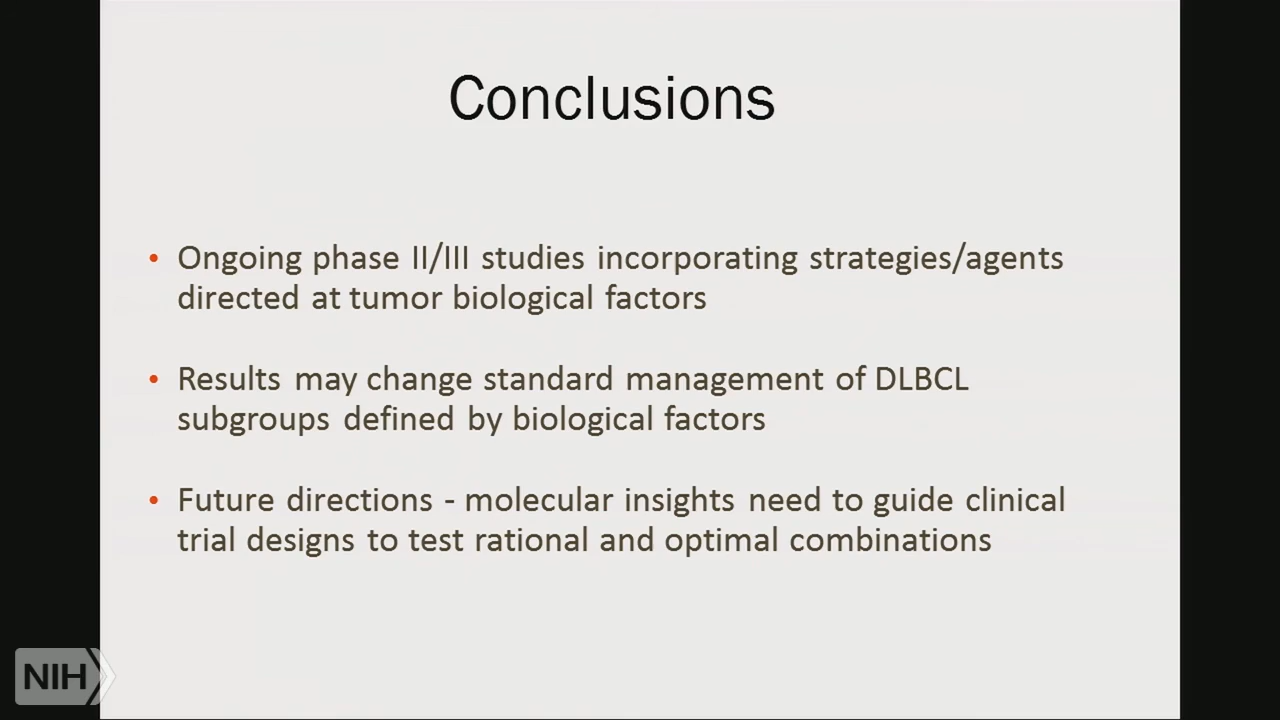 Conclusions
• Ongoing phase II/III studies incorporating strategies/agents
directed at tumor biological factors
• Results may change standard management of DLBCL
subgroups defined by biological factors
• Future directions - molecular insights need to guide clinical
trial designs to test rational and optimal combinations
NIH